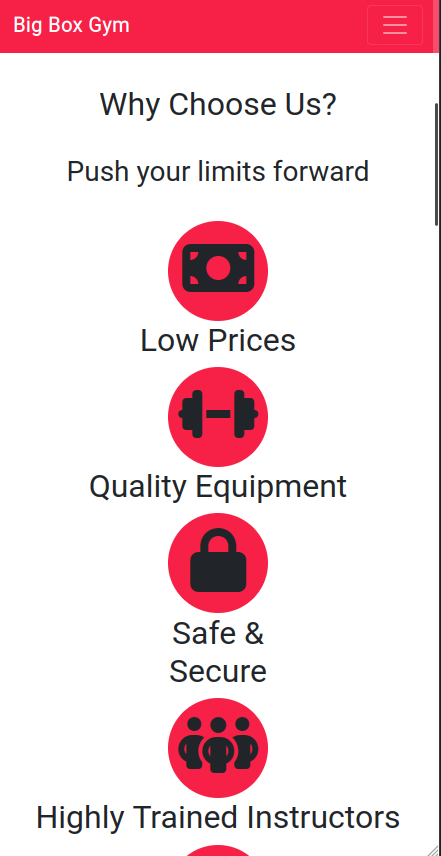 Big Box Gym
Why Choose Us?
Push your limits forward
Low Prices
Quality Equipment
Safe &
Secure
Highly Trained Instructors